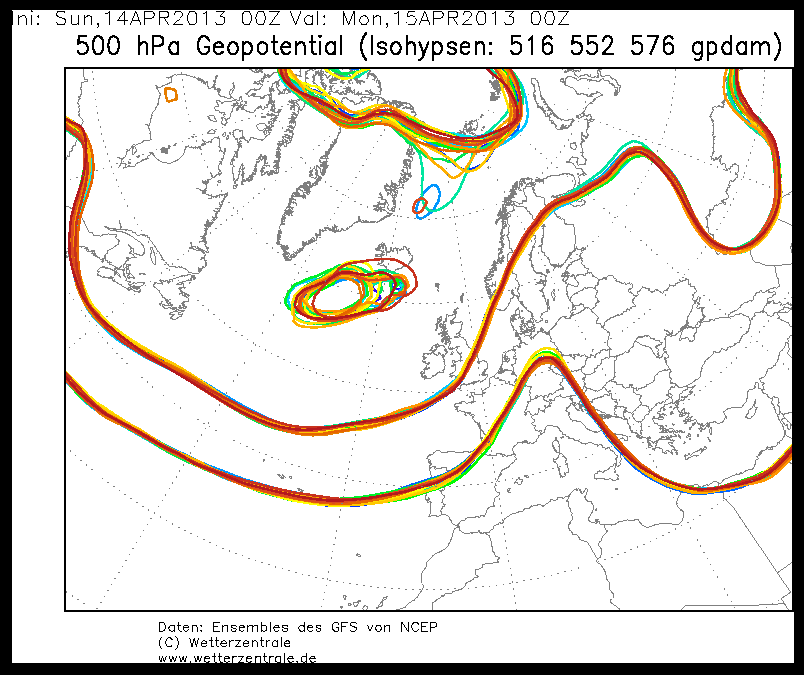 Ini: Sun,14APR2013 00Z Val: Mon,15APR2013 00Z
500 hPa Geopotential (Isohypsen: 516 552 576 gpdam)
Daten: Ensembles des GFS von NCEP
(C) Wetterzentrale
www.wetterzentrale.de